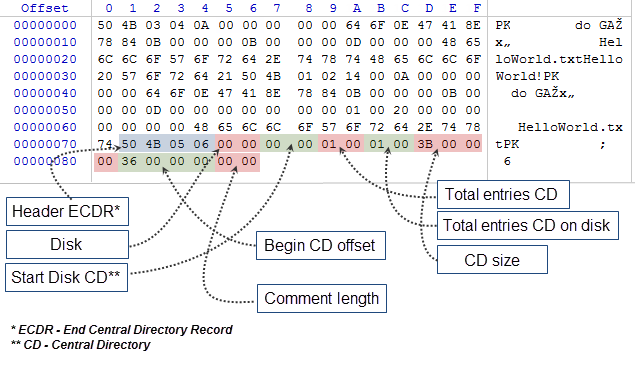 Offset 0 1 2 3 4 5 6 7 8 9 A B C D E F
00000000 50 4B 03 04 0A 00 00 00 00 00 64 6F 0E 47 41 8E PK do GAŽ
00000010 78 84 0B 00 00 00 0B 00 00 00 0D 00 00 00 48 65 x„ Hel
00000020 6C 6C 6F 57 6F 72 64 2E 74 78 74 48 65 6C 6C 6F loWorld.txtHello
00000030 20 57 6F 72 64 21 50 4B 01 02 14 00 0A 00 00 00 World!PK
00000040 00 00 64 6F 0E 47 41 8E 78 84 0B 00 00 00 0B 00 do GAŽx„
00000050 00 00 0D 00 00 00 00 00 00 00 01 00 20 00 00 00
00000060 00 00 00 00 48 65 6C 6C 6F 57 6F 72 64 2E 74 78 HelloWorld.tx
00000070 74 50 4B 05 06 00 00 00 00 01 00 01 00 3B 00 00 tPK ;
00000080 00 36 00 00 00 00 00 6
Header ECDR*
Disk
Start Disk CD**
Begin CD offset
Comment length
Total entries CD
Total entries CD on disk
CD size
* ECDR - End Central Directory Record
** CD - Central Directory